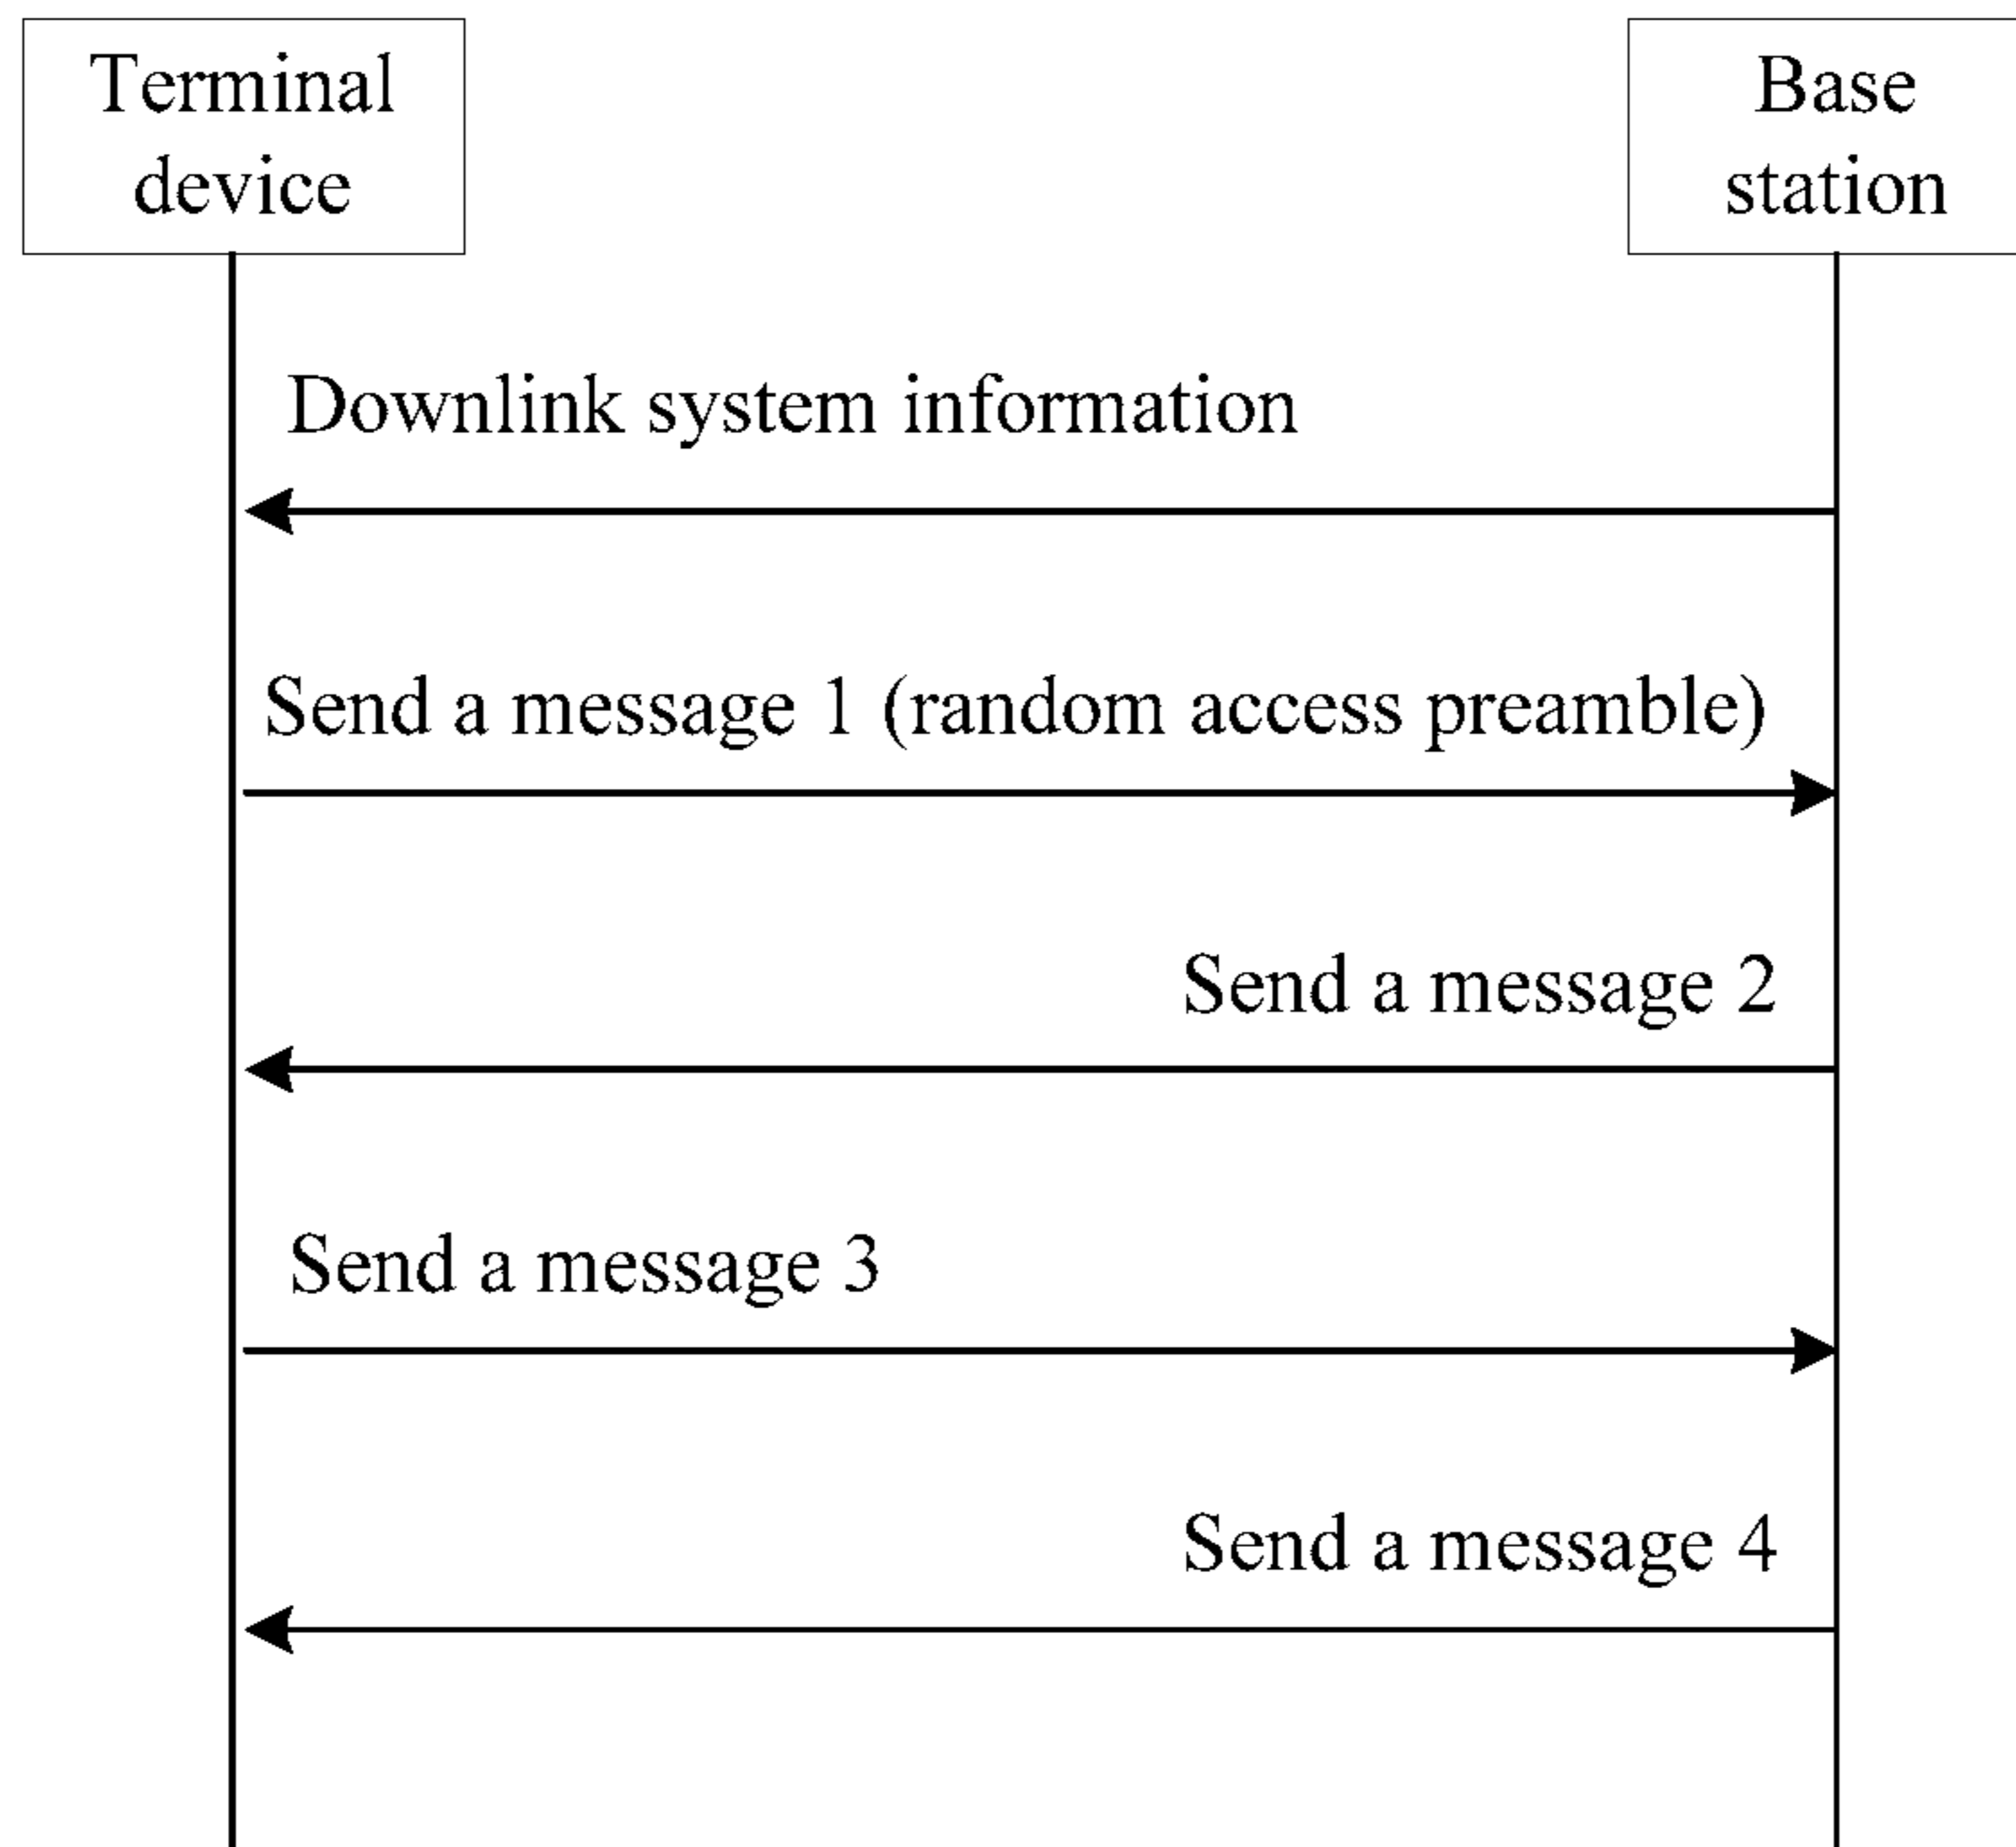 Terminal
device
Base
station
Downlink system information
Send a message 1 (random access preamble)
Send a message 2
Send a message 3
Send a message 4